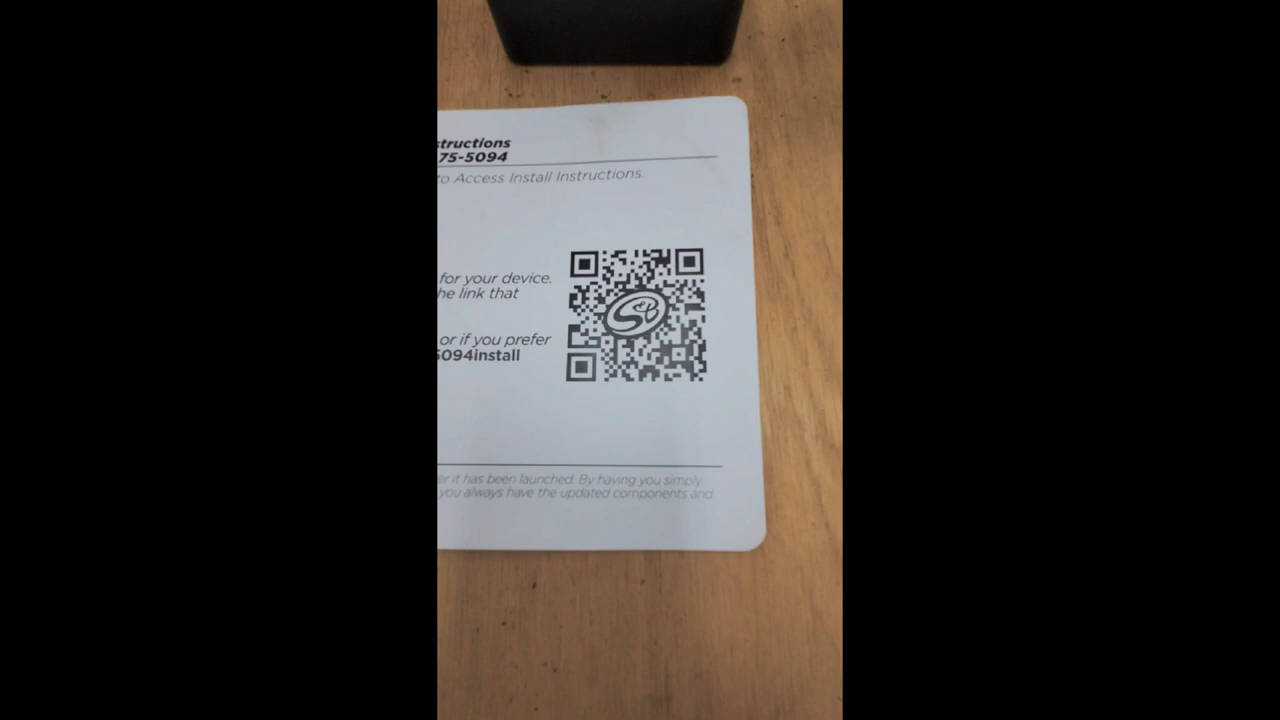 structions
75-5094
to Access Install Instructions.
for your device.
he link that
or if you prefer
5094install
er it has been launched. By having you simply
you always have the updated components and
S&B